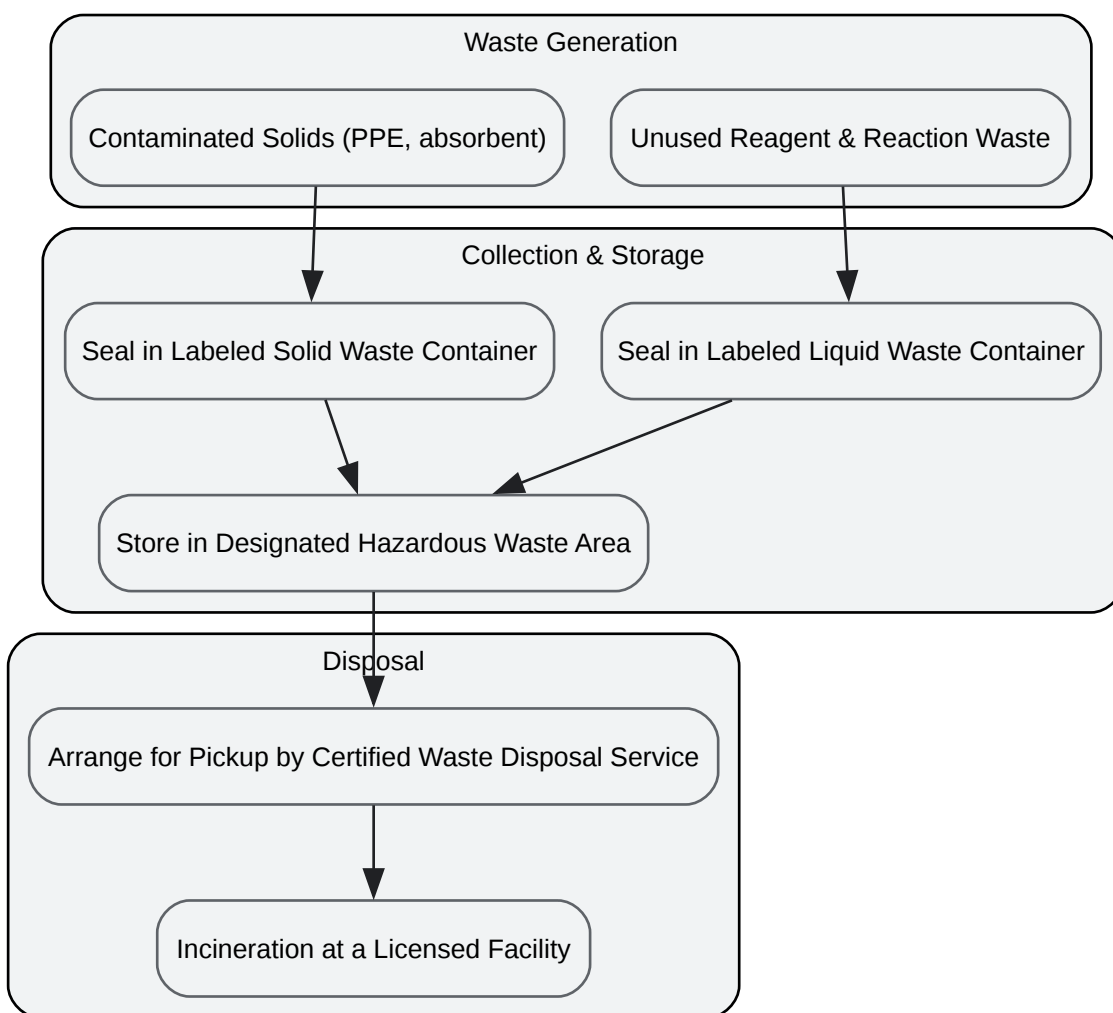 Waste Generation
Contaminated Solids (PPE, absorbent)
Unused Reagent & Reaction Waste
Collection & Storage
Seal in Labeled Solid Waste Container
Seal in Labeled Liquid Waste Container
Store in Designated Hazardous Waste Area
Disposal
Arrange for Pickup by Certified Waste Disposal Service
Incineration at a Licensed Facility